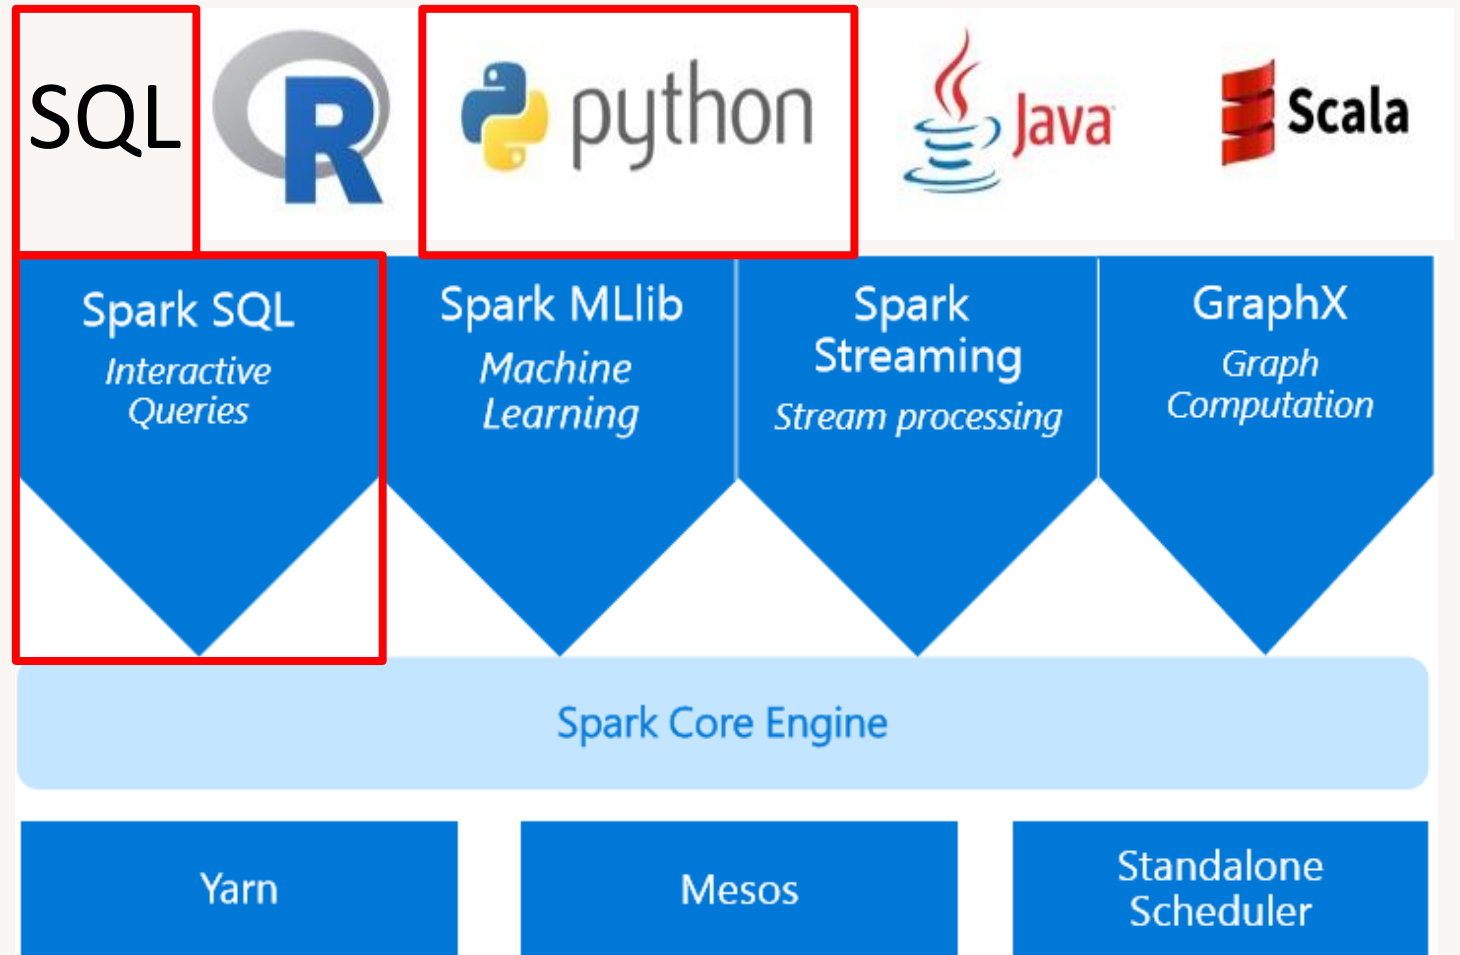 SQL
R
python
Java
Scala
Spark SQL
Interactive
Queries
Spark MLlib
Machine
Learning
Spark
Streaming
Stream processing
GraphX
Graph
Computation
Spark Core Engine
Yarn
Mesos
Standalone
Scheduler